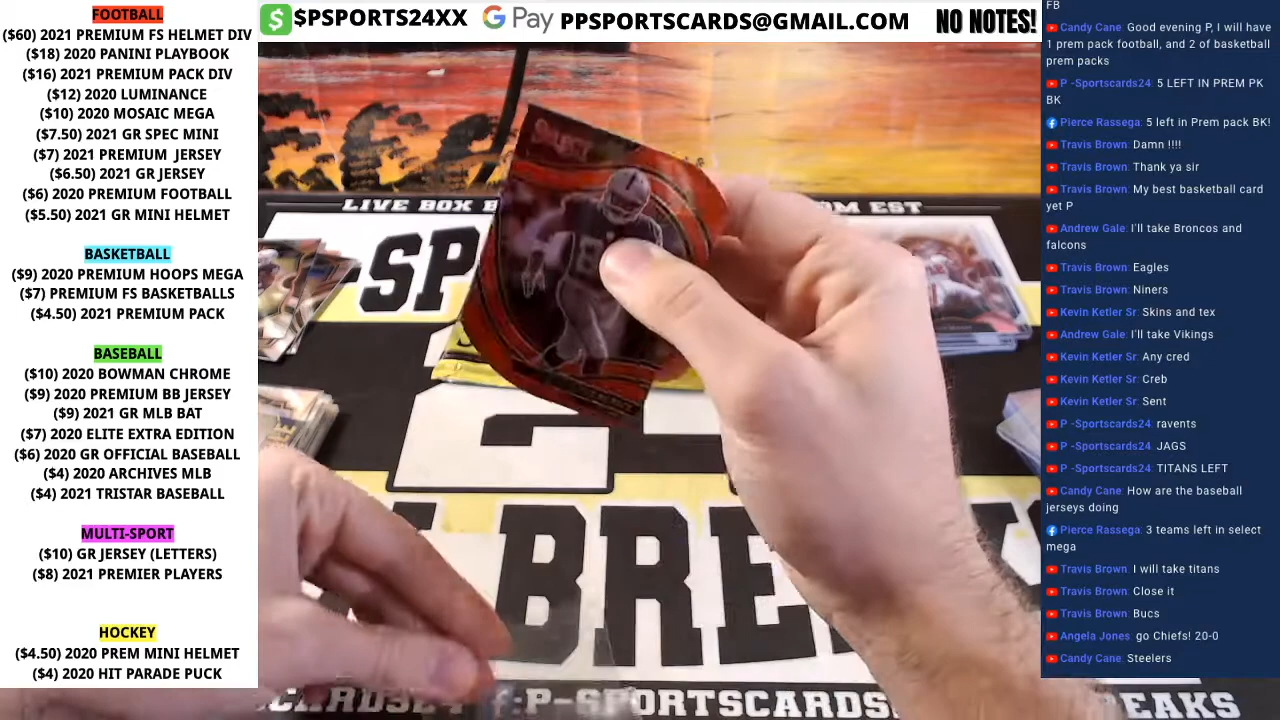 FOOTBALL
($60) 2021 PREMIUM FS HELMET DIV
($18) 2020 PANINI PLAYBOOK
($16) 2021 PREMIUM PACK DIV
($12) 2020 LUMINANCE
($10) 2020 MOSAIC MEGA
($7.50) 2021 GR SPEC MINI
($7) 2021 PREMIUM JERSEY
($6.50) 2021 GR JERSEY
($6) 2020 PREMIUM FOOTBALL
($5.50) 2021 GR MINI HELMET
BASKETBALL
($9) 2020 PREMIUM HOOPS MEGA
($7) PREMIUM FS BASKETBALLS
($4.50) 2021 PREMIUM PACK
BASEBALL
($10) 2020 BOWMAN CHROME
($9) 2020 PREMIUM BB JERSEY
($9) 2021 GR MLB BAT
($7) 2020 ELITE EXTRA EDITION
($6) 2020 GR OFFICIAL BASEBALL
($4) 2020 ARCHIVES MLB
($4) 2021 TRISTAR BASEBALL
MULTI-SPORT
($10) GR JERSEY (LETTERS)
($8) 2021 PREMIER PLAYERS
HOCKEY
($4.50) 2020 PREM MINI HELMET
($4) 2020 HIT PARADE PUCK
$PSPORTS24XX G Pay PPSPORTSCARDS@GMAIL.COM NO NOTES!
SELECT
LIVE BOX B
OM EST
-SP
BRE
F:P-SPORTSCARDS
EAKS
FB
Candy Cane: Good evening P, I will have
1 prem pack football, and 2 of basketball
prem packs
P -Sportscards24: 5 LEFT IN PREM PK
BK
Pierce Rassega: 5 left in Prem pack BK!
Travis Brown: Damn !!!!
Travis Brown: Thank ya sir
Travis Brown: My best basketball card
yet P
Andrew Gale: I'll take Broncos and
falcons
Travis Brown: Eagles
Travis Brown: Niners
Kevin Ketler Sr: Skins and tex
Andrew Gale: I'll take Vikings
Kevin Ketler Sr: Any cred
Kevin Ketler Sr: Creb
Kevin Ketler Sr: Sent
P -Sportscards24: ravents
P -Sportscards24: JAGS
P -Sportscards24: TITANS LEFT
Candy Cane: How are the baseball
jerseys doing
Pierce Rassega: 3 teams left in select
mega
Travis Brown: I will take titans
Travis Brown: Close it
Travis Brown: Bucs
Angela Jones: go Chiefs! 20-0
Candy Cane: Steelers